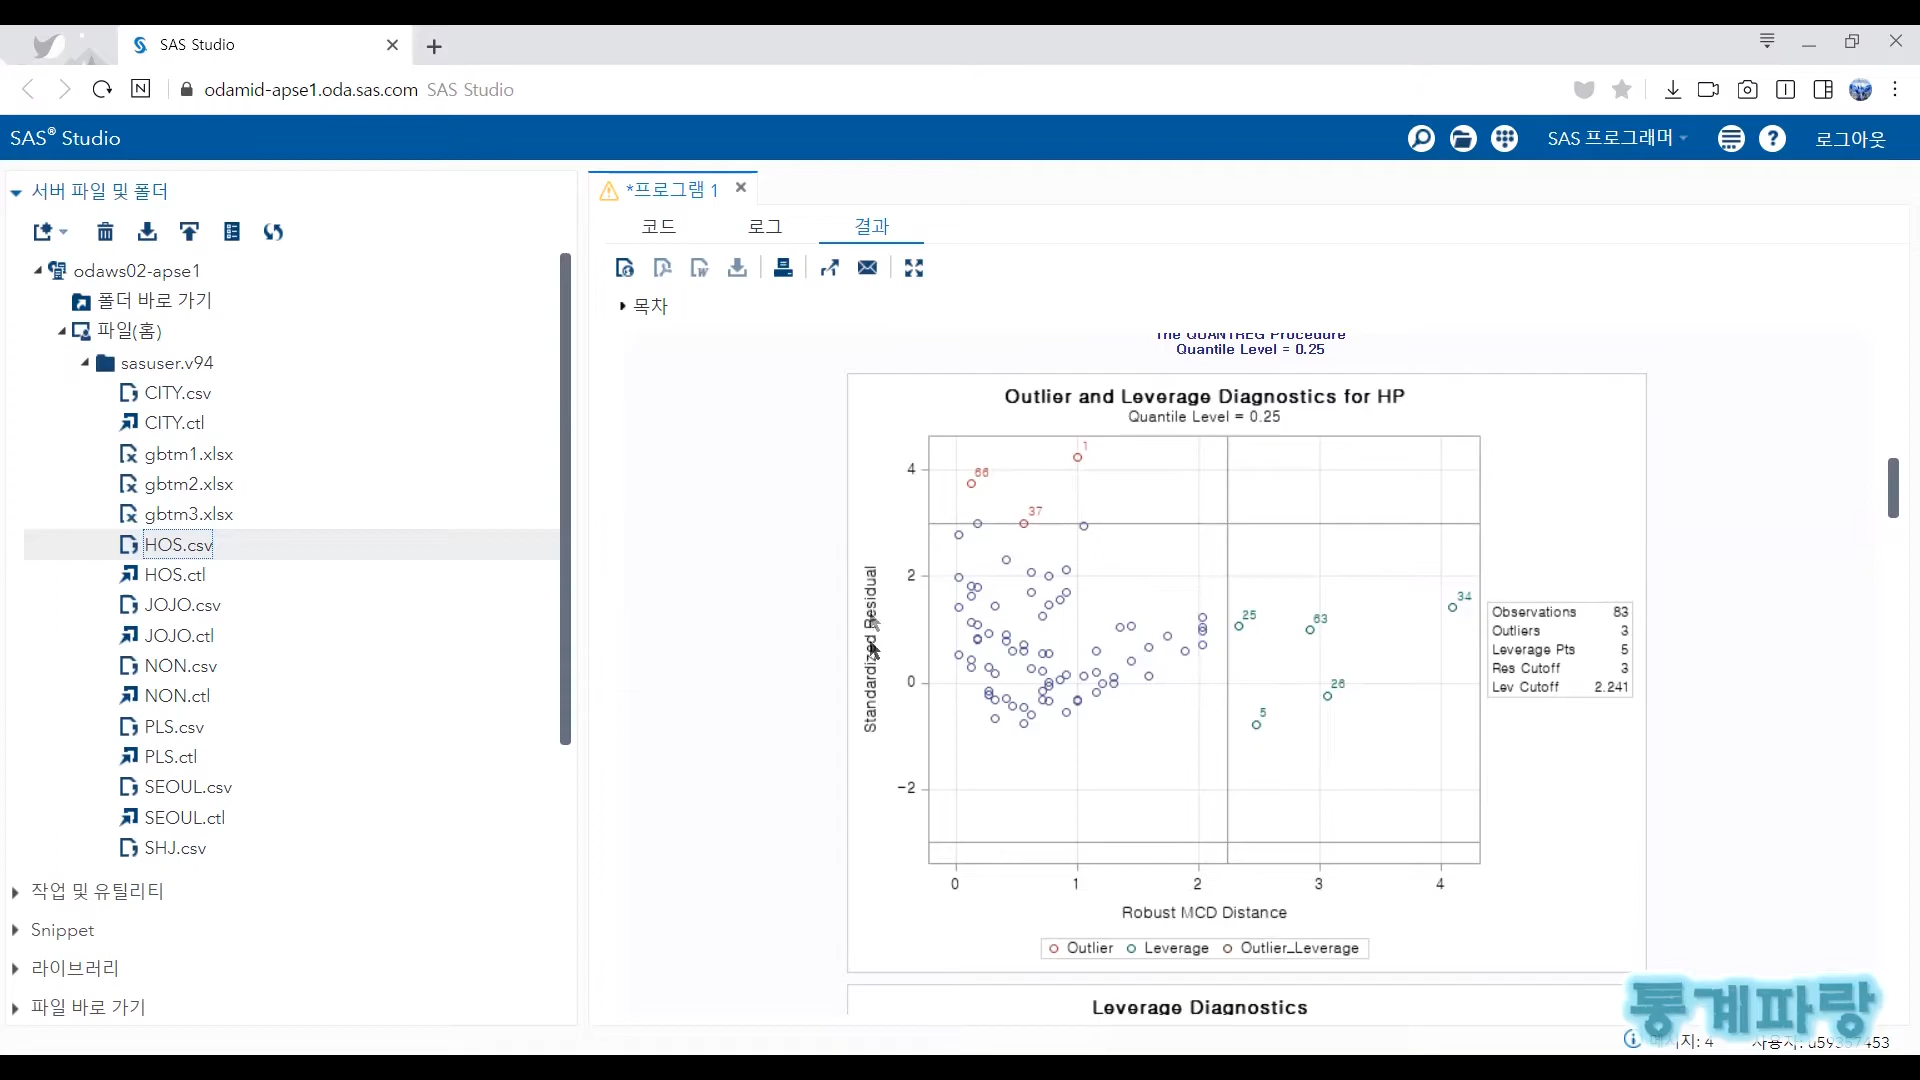 SAS Studio
odamid-apse1.oda.sas.com SAS Studio
SAS® Studio
SAS 프로그래머
로그아웃
서버 파일 및 폴더
odaws02-apse1
폴더 바로 가기
파일(홈)
sasuser.v94
CITY.csv
CITY.ctl
gbtm1.xlsx
gbtm2.xlsx
gbtm3.xlsx
HOS.csv
HOS.ctl
JOJO.csv
JOJO.ctl
NON.csv
NON.ctl
PLS.csv
PLS.ctl
SEOUL.csv
SEOUL.ctl
SHJ.csv
작업 및 유틸리티
Snippet
라이브러리
파일 바로 가기
*프로그램 1
코드 로그 결과
목차
The QUANTREG Procedure
Quantile Level = 0.25
Outlier and Leverage Diagnostics for HP
Quantile Level = 0.25
Standardized Residual
4
2
0
-2
1
66
37
25
63
34
26
5
Observations 83
Outliers 3
Leverage Pts 5
Res Cutoff 3
Lev Cutoff 2.241
0 1 2 3 4
Robust MCD Distance
Outlier Leverage Outlier_Leverage
Leverage Diagnostics
통계파랑
메시지: 4